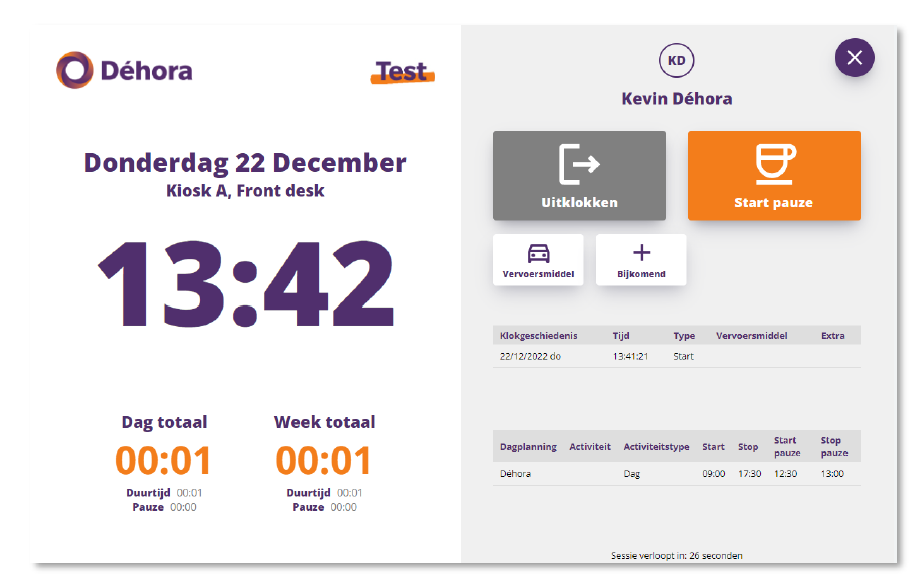 Déhora
Test
Donderdag 22 December
Kiosk A, Front desk
13:42
Dag totaal
00:01
Duurtijd 00:01
Pauze 00:00
Week totaal
00:01
Duurtijd 00:01
Pauze 00:00
KD
Kevin Déhora
Uitklokken
Start pauze
Vervoersmiddel
Bijkomend
Klokgeschiedenis Tijd Type Vervoersmiddel Extra
22/12/2022 do 13:41:21 Start
Dagplanning Activiteit Activiteitstype Start Stop Start pauze Stop pauze
Déhora Dag 09:00 17:30 12:30 13:00
Sessie verloopt in: 26 seconden